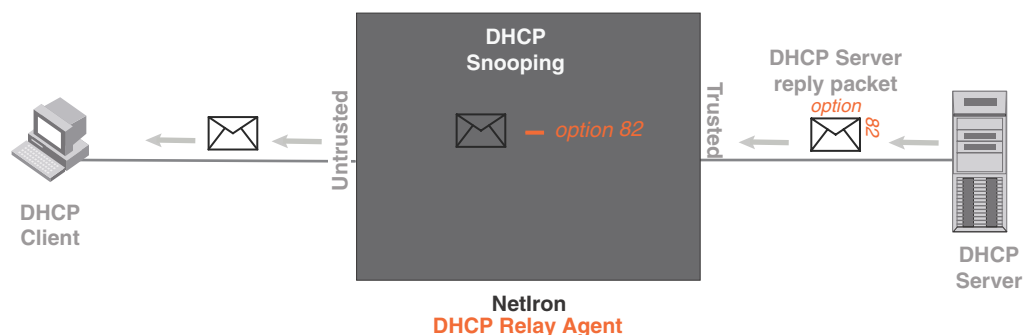 DHCP
Snooping
DHCP Server
reply packet
option
82
– option 82
Untrusted
Trusted
DHCP
Client
DHCP
Server
NetIron
DHCP Relay Agent